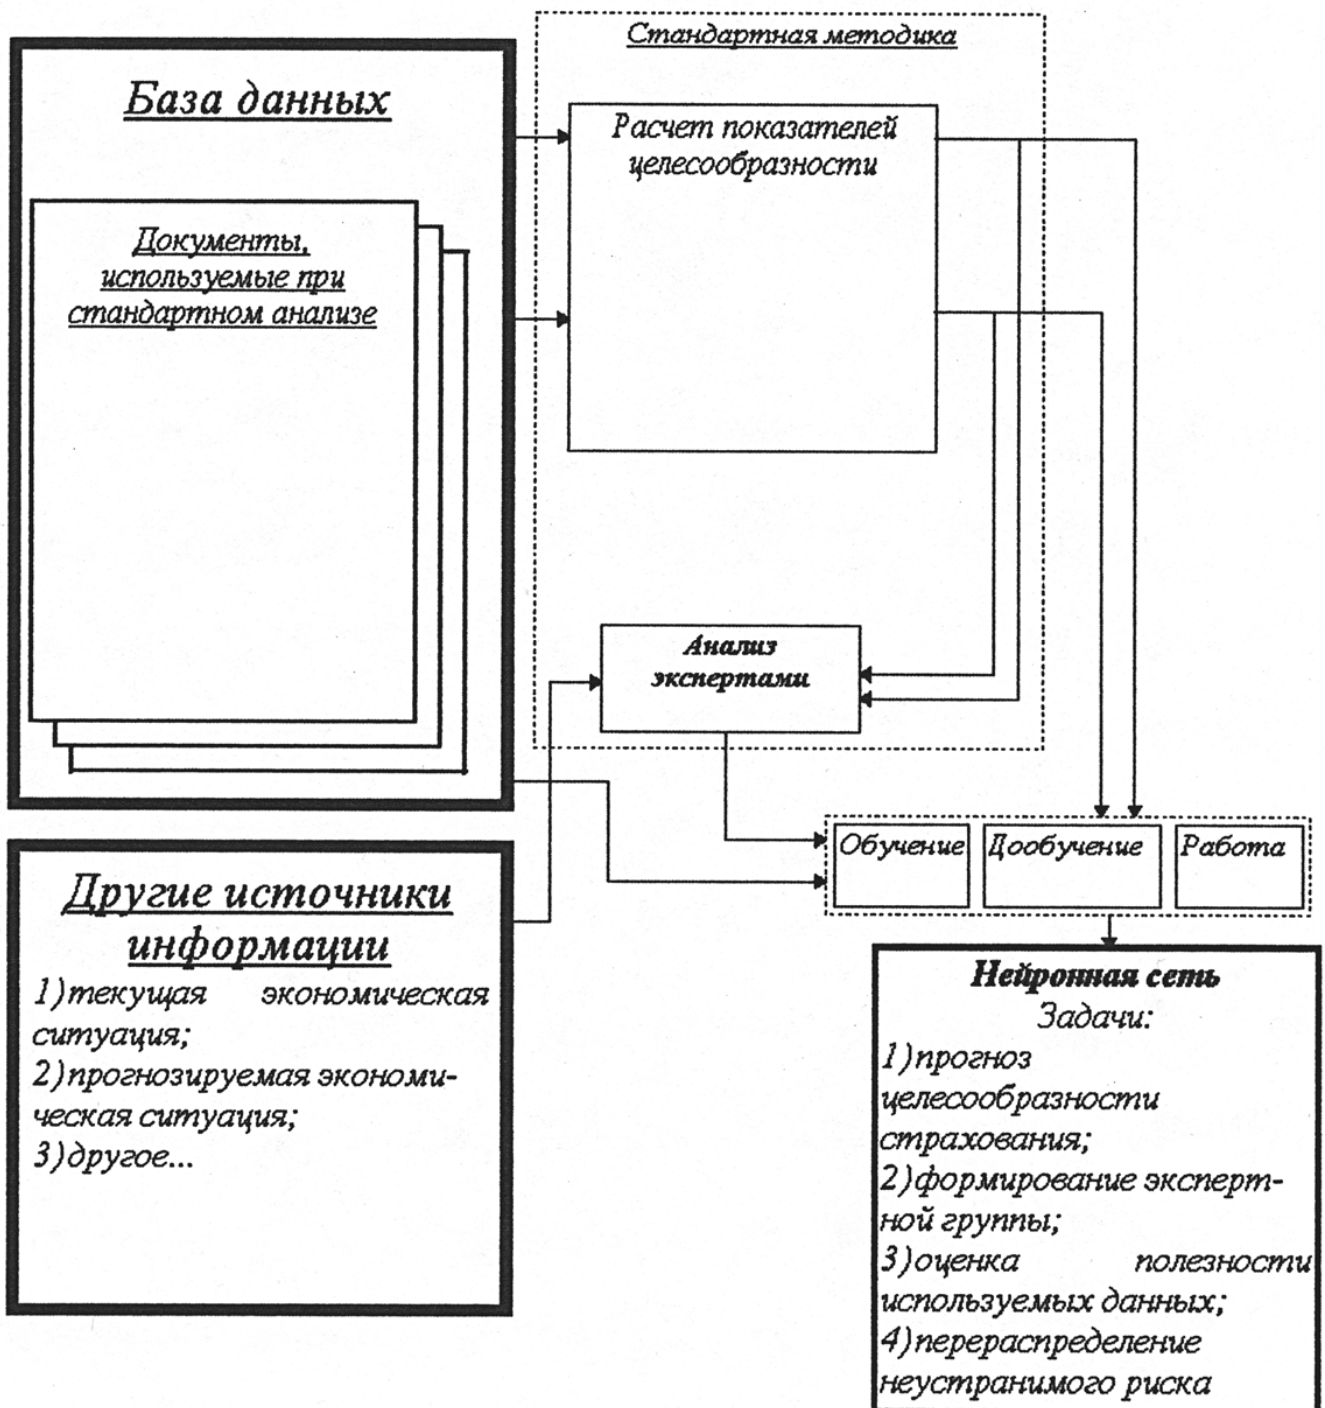 Стандартная методика
База данных
Документы,
используемые при
стандартном анализе
Расчет показателей
целесообразности
Анализ
экспертами
Обучение
Дообучение
Работа
Другие источники
информации
1)текущая экономическая
ситуация;
2)прогнозируемая экономи-
ческая ситуация;
3)другое...
Нейронная сеть
Задачи:
1)прогноз
целесообразности
страхования;
2)формирование эксперт-
ной группы;
3)оценка полезности
используемых данных;
4)перераспределение
неустранимого риска